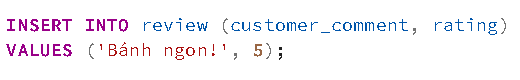 INSERT INTO review (customer_comment, rating)
VALUES ('Bánh ngon!', 5);